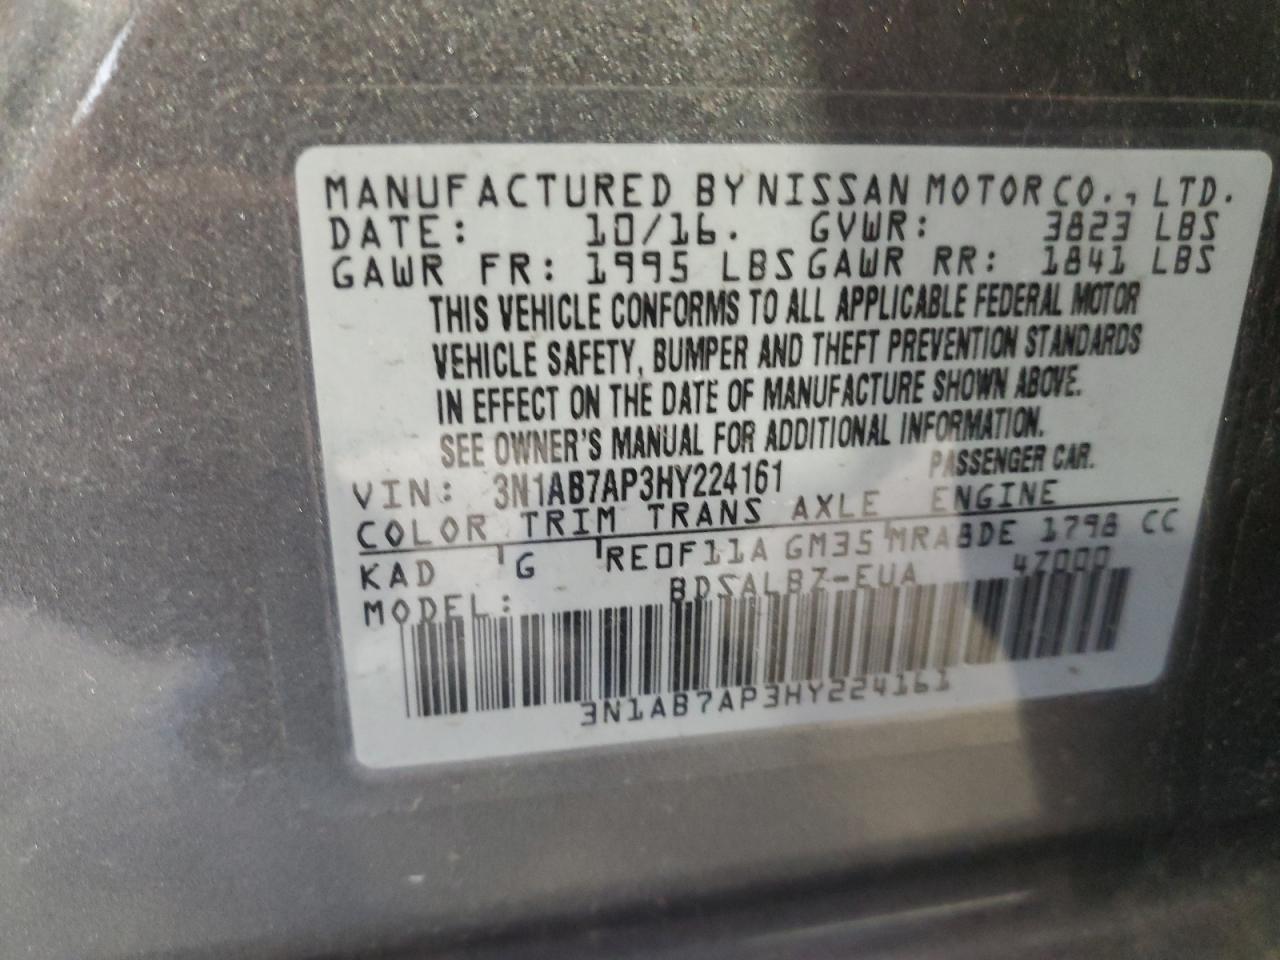 MANUFACTURED BY NISSAN MOTOR CO., LTD.
DATE: 10/16. GVWR: 3823 LBS
GAWR FR: 1995 LBS GAWR RR: 1841 LBS
THIS VEHICLE CONFORMS TO ALL APPLICABLE FEDERAL MOTOR
VEHICLE SAFETY, BUMPER AND THEFT PREVENTION STANDARDS
IN EFFECT ON THE DATE OF MANUFACTURE SHOWN ABOVE.
SEE OWNER'S MANUAL FOR ADDITIONAL INFORMATION.
VIN: 3N1AB7AP3HY224161 PASSENGER CAR.
COLOR TRIM TRANS AXLE ENGINE
KAD G RE0F11A GM35 MRA8DE 1798 CC
MODEL: BDSALBZ-EUA 47000
3N1AB7AP3HY224161